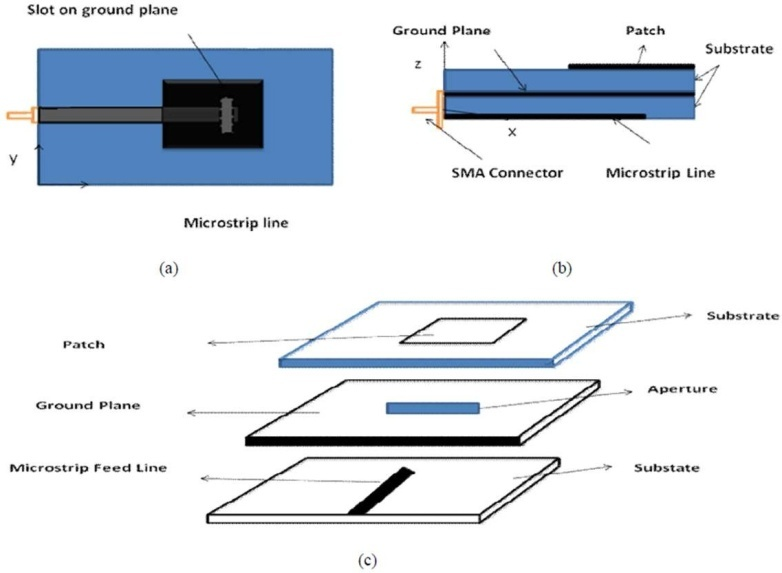 Slot on ground plane
y
Microstrip line
(a)
Ground Plane
Patch
Substrate
z
x
SMA Connector
Microstrip Line
(b)
Patch
Substrate
Ground Plane
Aperture
Microstrip Feed Line
Substate
(c)